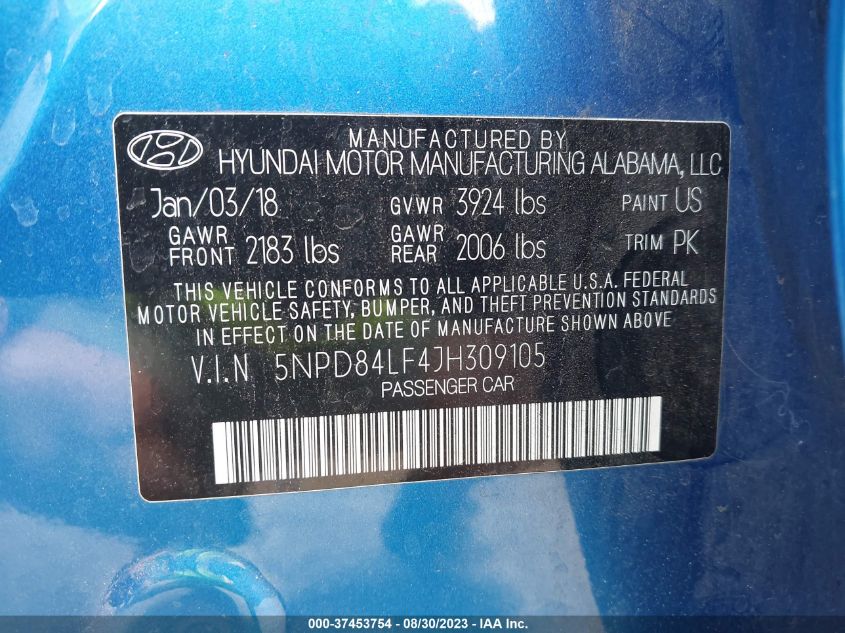 MANUFACTURED BY
HYUNDAI MOTOR MANUFACTURING ALABAMA, LLC
Jan/03/18 GVWR 3924 lbs PAINT US
GAWR FRONT 2183 lbs GAWR REAR 2006 lbs TRIM PK
THIS VEHICLE CONFORMS TO ALL APPLICABLE U.S.A. FEDERAL
MOTOR VEHICLE SAFETY, BUMPER, AND THEFT PREVENTION STANDARDS
IN EFFECT ON THE DATE OF MANUFACTURE SHOWN ABOVE
V.I.N 5NPD84LF4JH309105
PASSENGER CAR
000-37453754 - 08/30/2023 - IAAI.COM